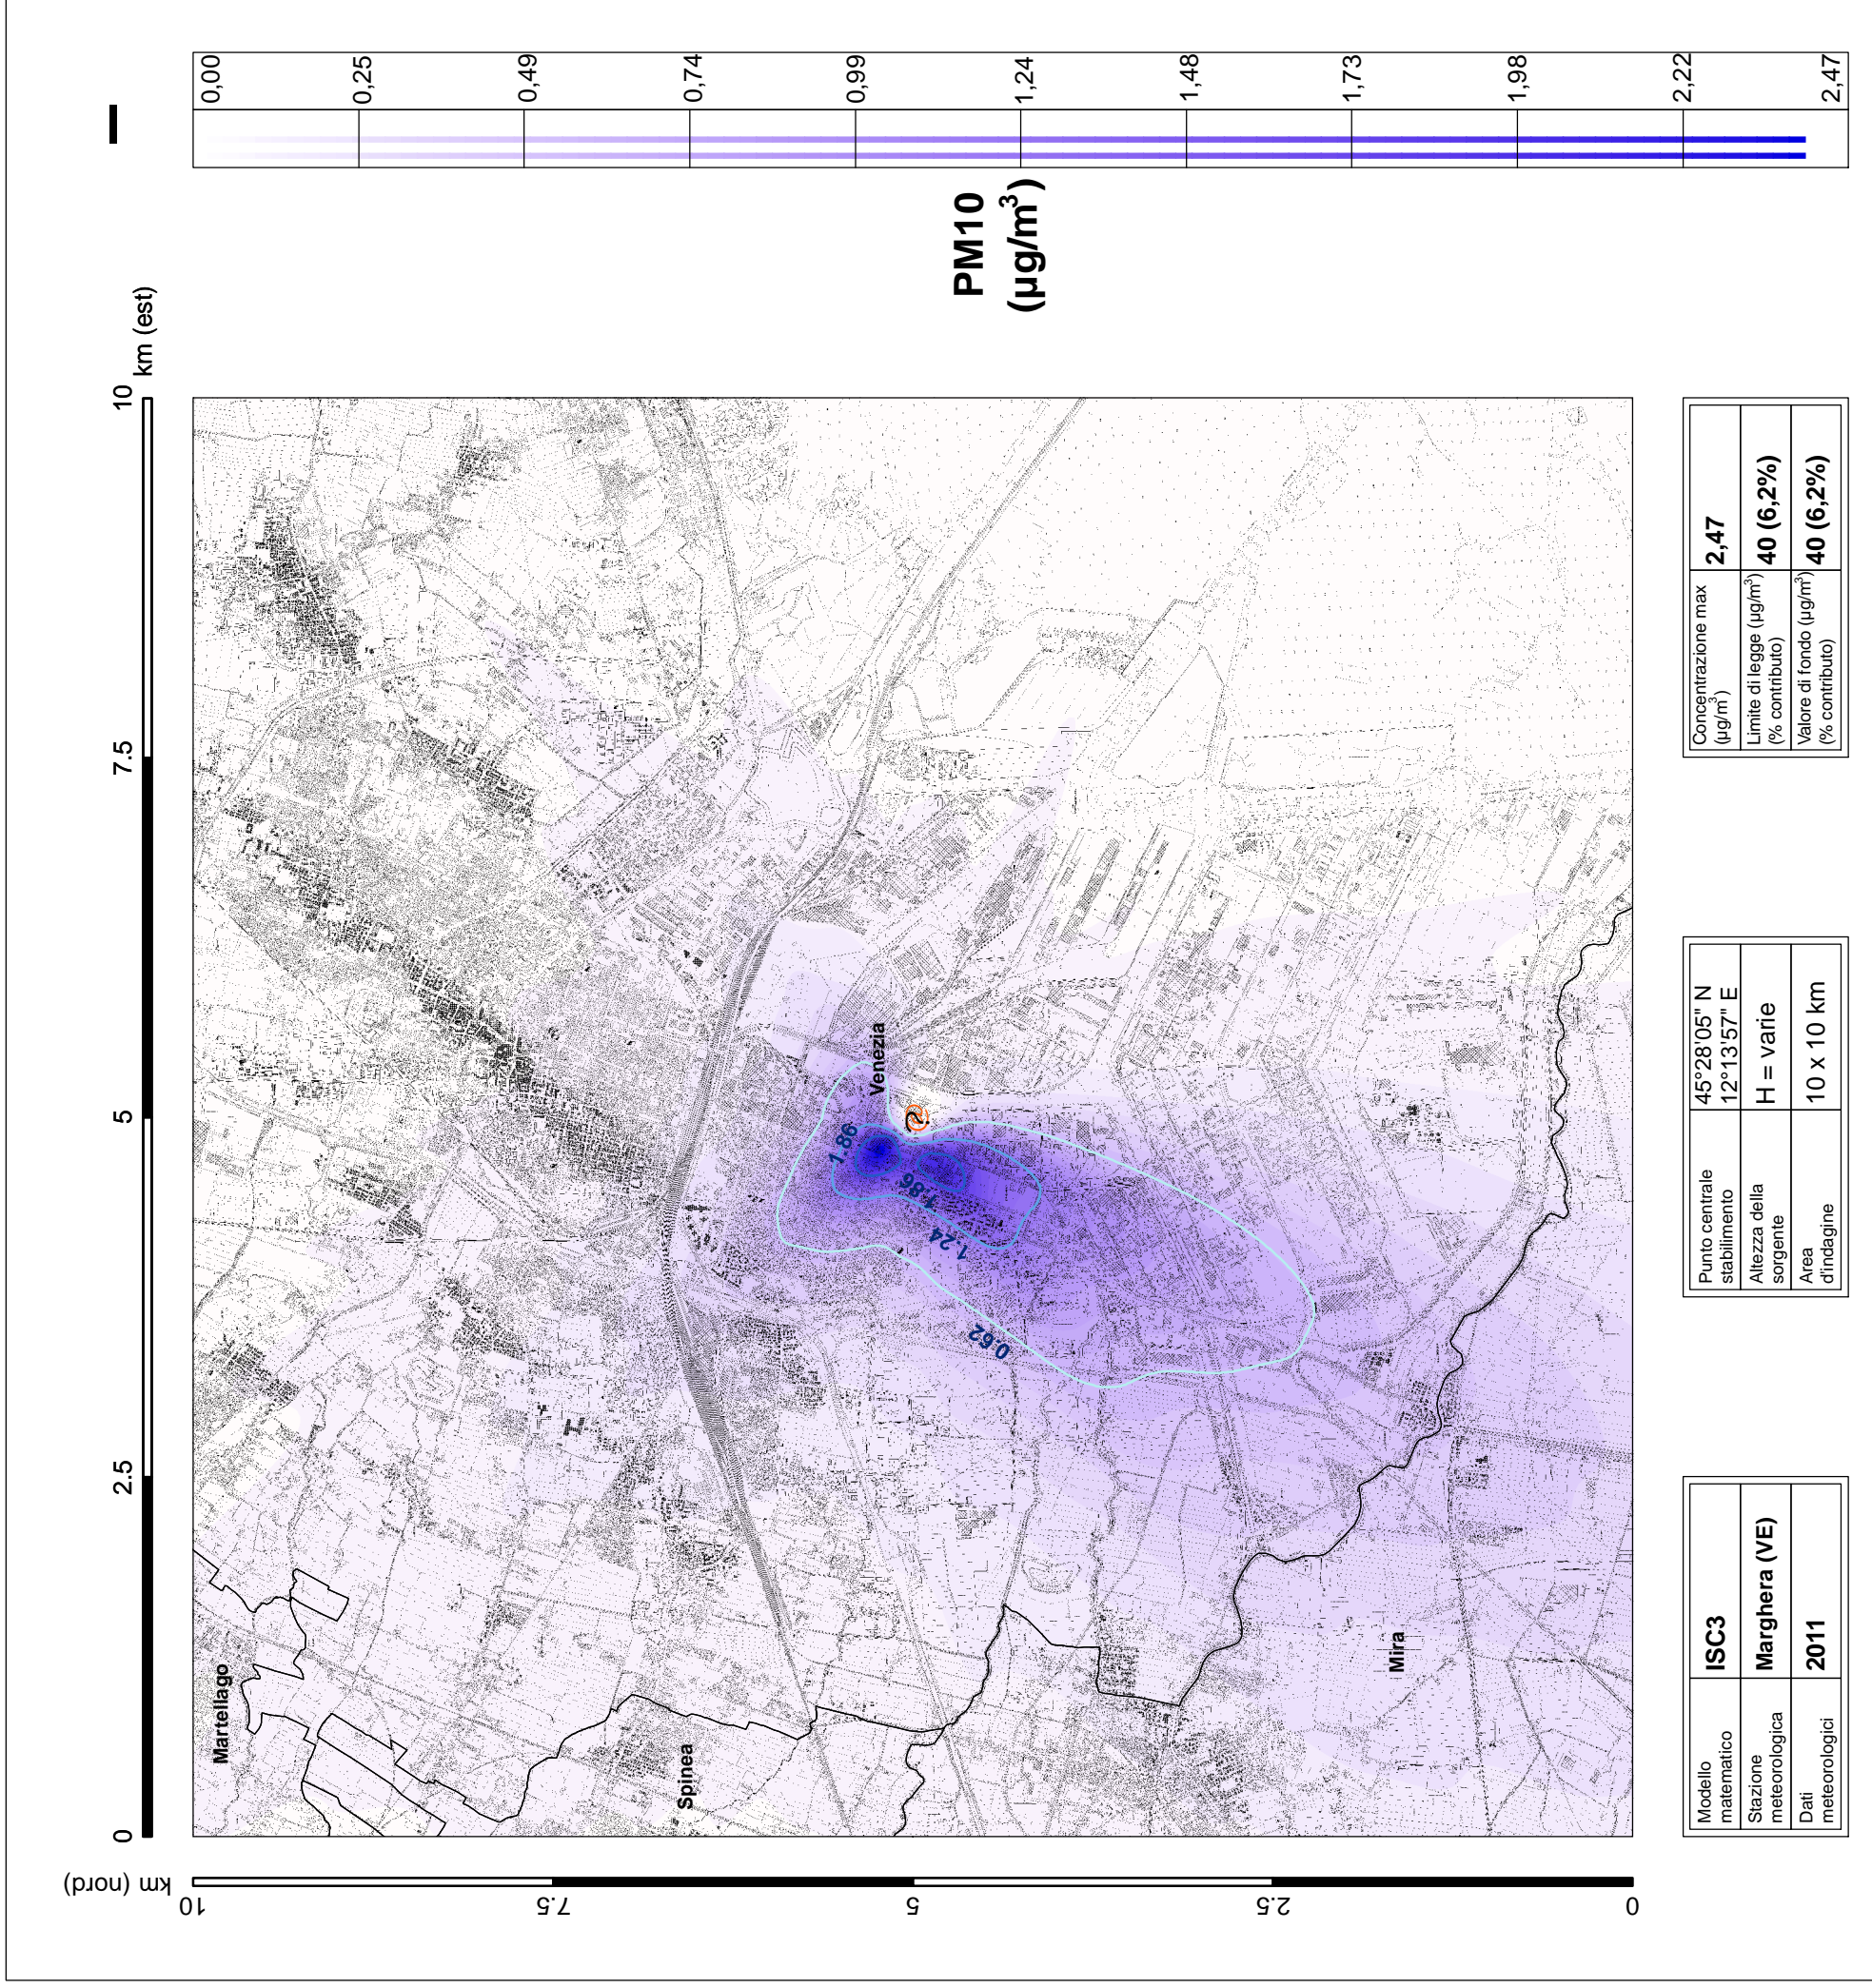 km (est)
0
2.5
5
7.5
10
km (nord)
10
7.5
5
2.5
0
Martellago
Spinea
Venezia
Mira
1.86
1.86
1.24
0.62
PM10
(µg/m³)
0,00
0,25
0,49
0,74
0,99
1,24
1,48
1,73
1,98
2,22
2,47
Modello
matematico
ISC3
Stazione
meteorologica
Marghera (VE)
Dati
meteorologici
2011
Punto centrale
stabilimento
45°28'05" N
12°13'57" E
Altezza della
sorgente
H = varie
Area
d'indagine
10 x 10 km
Concentrazione max
(µg/m³)
2,47
Limite di legge (µg/m³)
(% contributo)
40 (6,2%)
Valore di fondo (µg/m³)
(% contributo)
40 (6,2%)